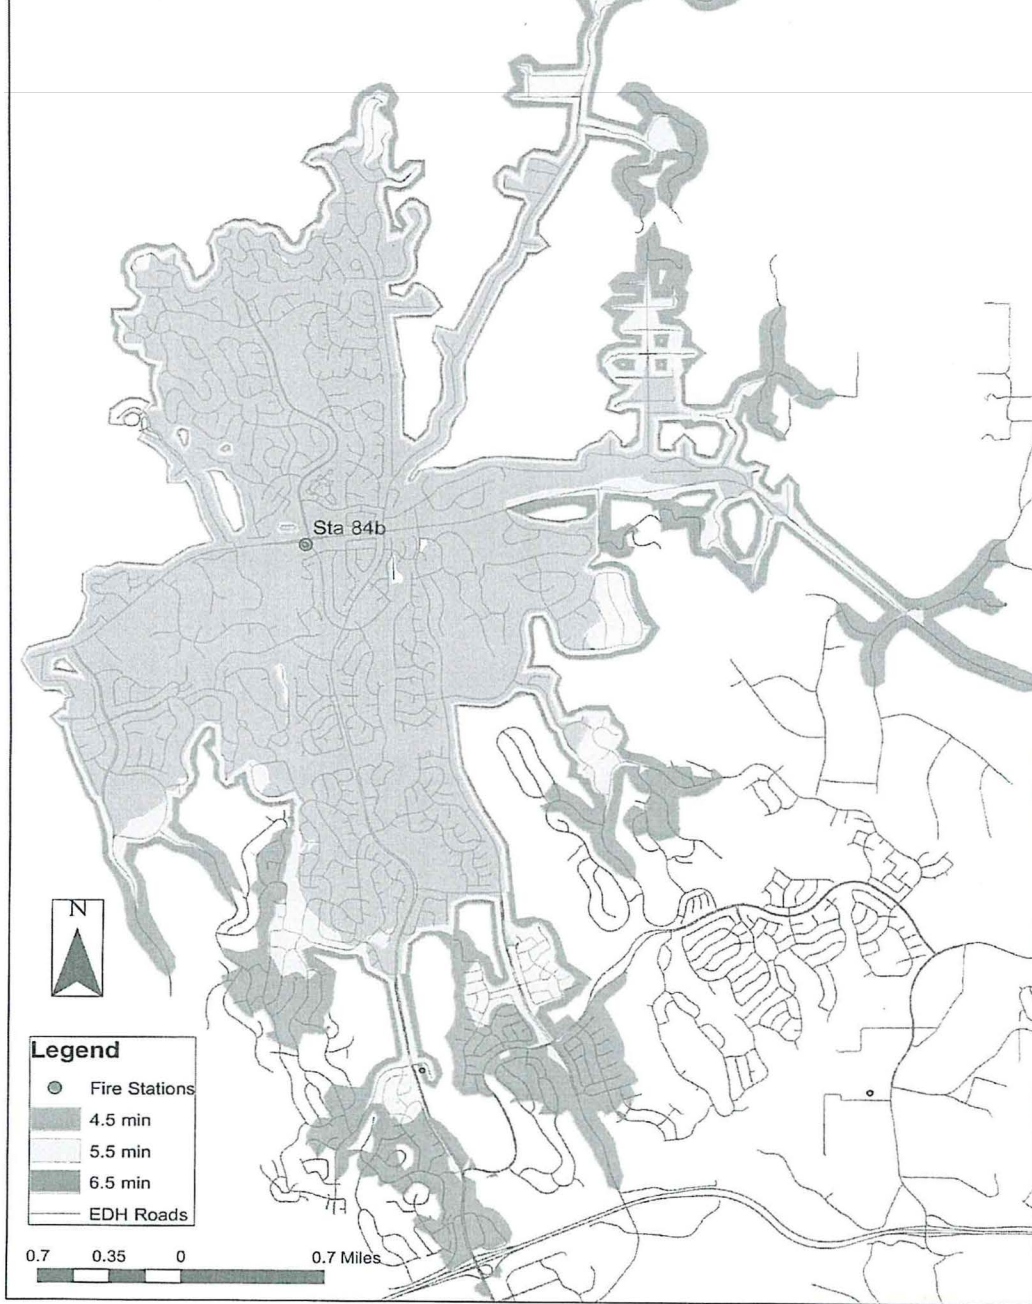 Sta 84b
N
Legend
Fire Stations
4.5 min
5.5 min
6.5 min
EDH Roads
0.7 0.35 0 0.7 Miles